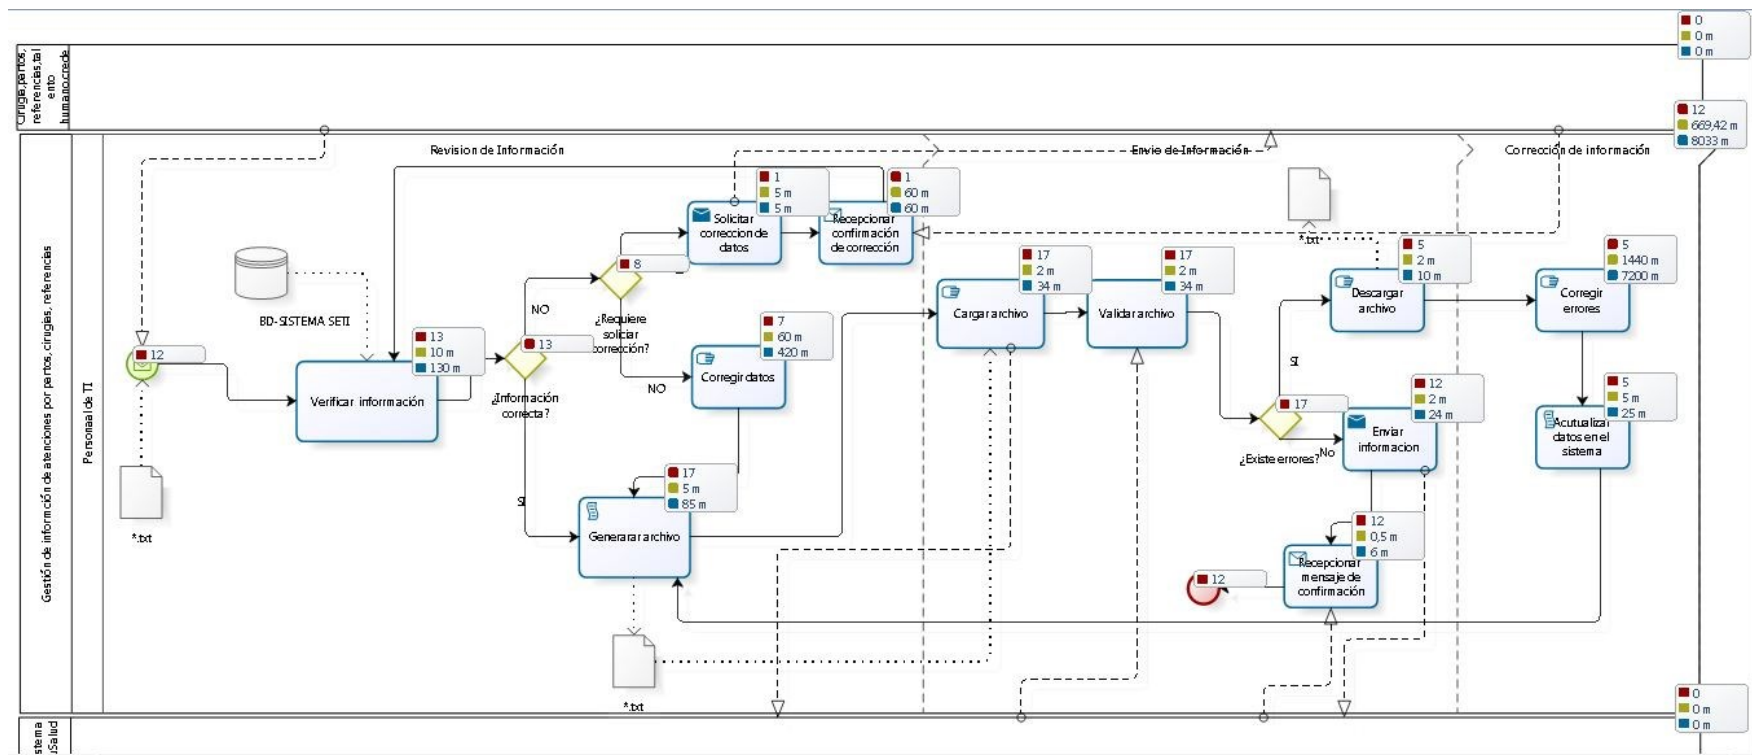 0
0 m
0 m
Cirugia,partos,
referencias,tal
ento
humano,crede
12
669,42 m
8033 m
Gestión de información de atenciones por partos, cirugias, referencias
Personaal de TI
Revision de Información
Envio de Información
Corrección de información
1
5 m
5 m
Solicitar
correccion de
datos
1
60 m
60 m
Recepcionar
confirmación
de corrección
*.txt
BD-SISTEMA SETI
12
*.txt
13
10 m
130 m
Verificar inforrmación
13
¿Información
correcta?
NO
SI
8
¿Requiere
soliciar
corrección?
NO
7
60 m
420 m
Corregir datos
17
5 m
85 m
Generarar archivo
*.txt
17
2 m
34 m
Cargar archivo
17
2 m
34 m
Validar archivo
17
¿Existe errores?
SI
No
5
2 m
10 m
Descargar
archivo
5
1440 m
7200 m
Corregir
errores
5
5 m
25 m
Acutualizar
datos en el
sistema
12
2 m
24 m
Enviar
informacion
12
0,5 m
6 m
Recepcionar
mensaje de
confirmación
12
0
0 m
0 m